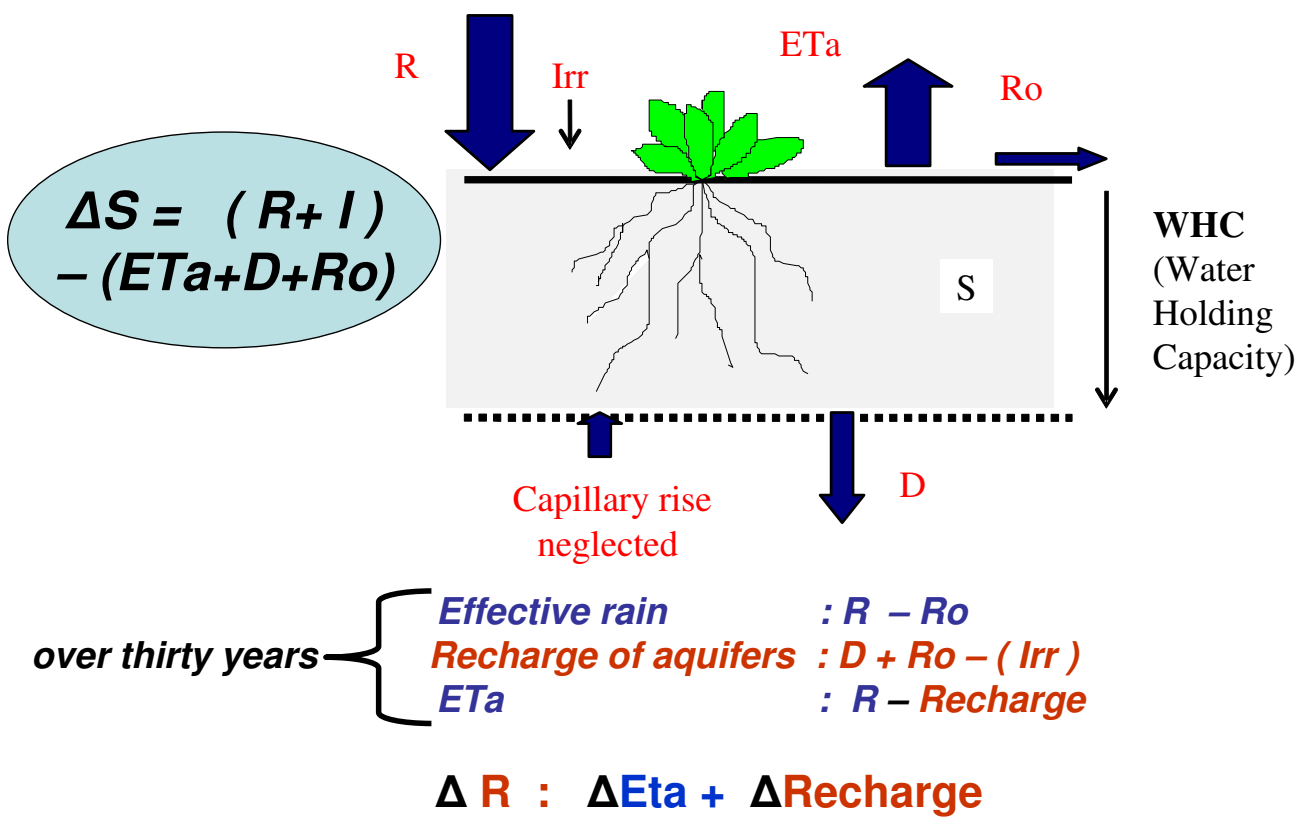 R
Irr
ETa
Ro
ΔS = ( R+ I )
– (ETa+D+Ro)
WHC
(Water
Holding
Capacity)
S
Capillary rise
neglected
D
over thirty years
Effective rain : R – Ro
Recharge of aquifers : D + Ro – ( Irr )
ETa : R – Recharge
Δ R : ΔEta + ΔRecharge